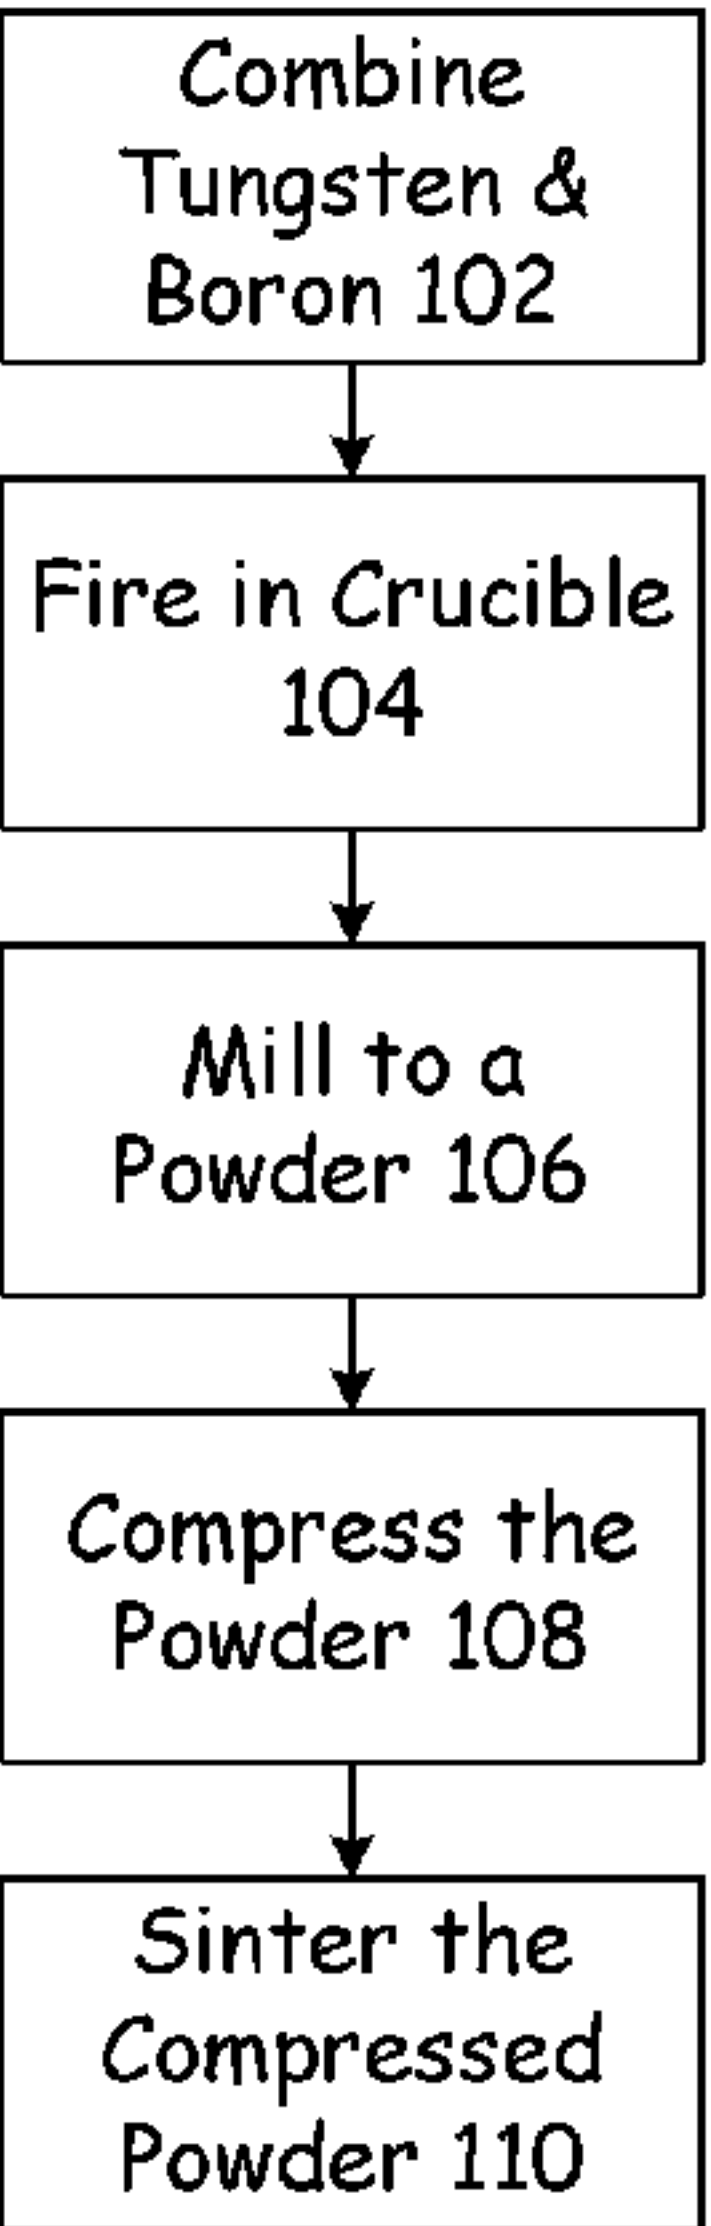 Combine
Tungsten &
Boron 102
Fire in Crucible
104
Mill to a
Powder 106
Compress the
Powder 108
Sinter the
Compressed
Powder 110